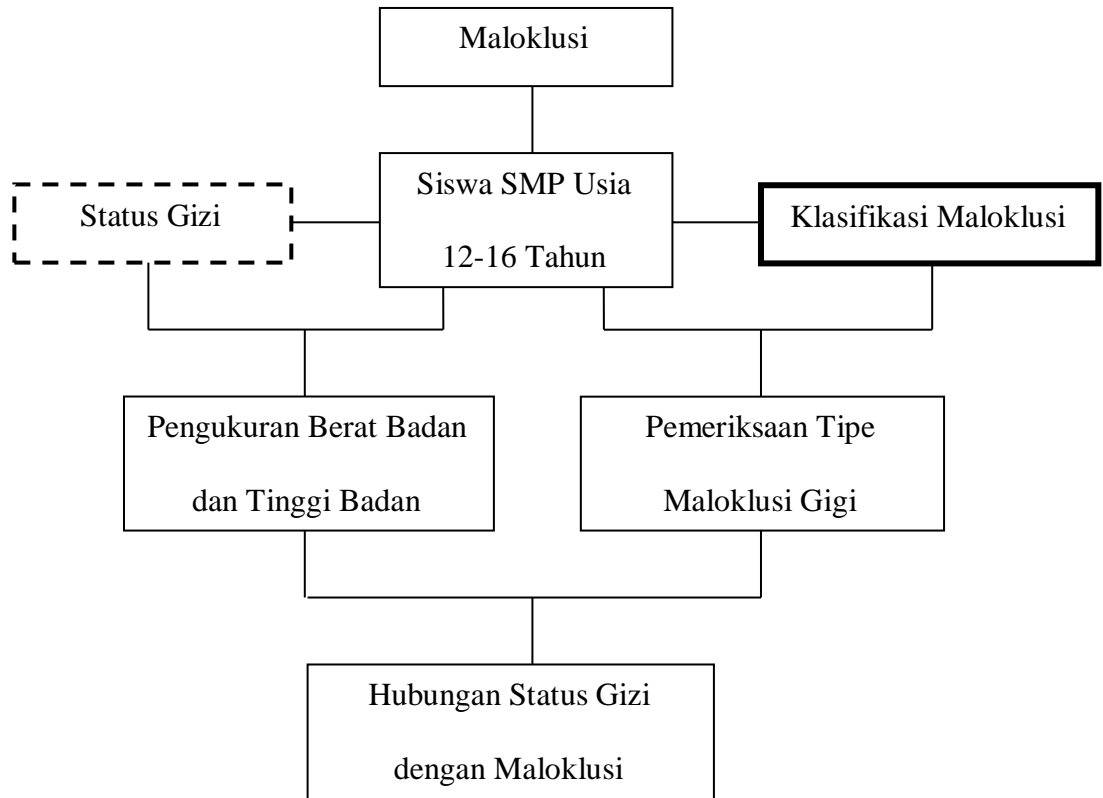 Maloklusi
Siswa SMP Usia
12-16 Tahun
Status Gizi
Klasifikasi Maloklusi
Pengukuran Berat Badan
dan Tinggi Badan
Pemeriksaan Tipe
Maloklusi Gigi
Hubungan Status Gizi
dengan Maloklusi